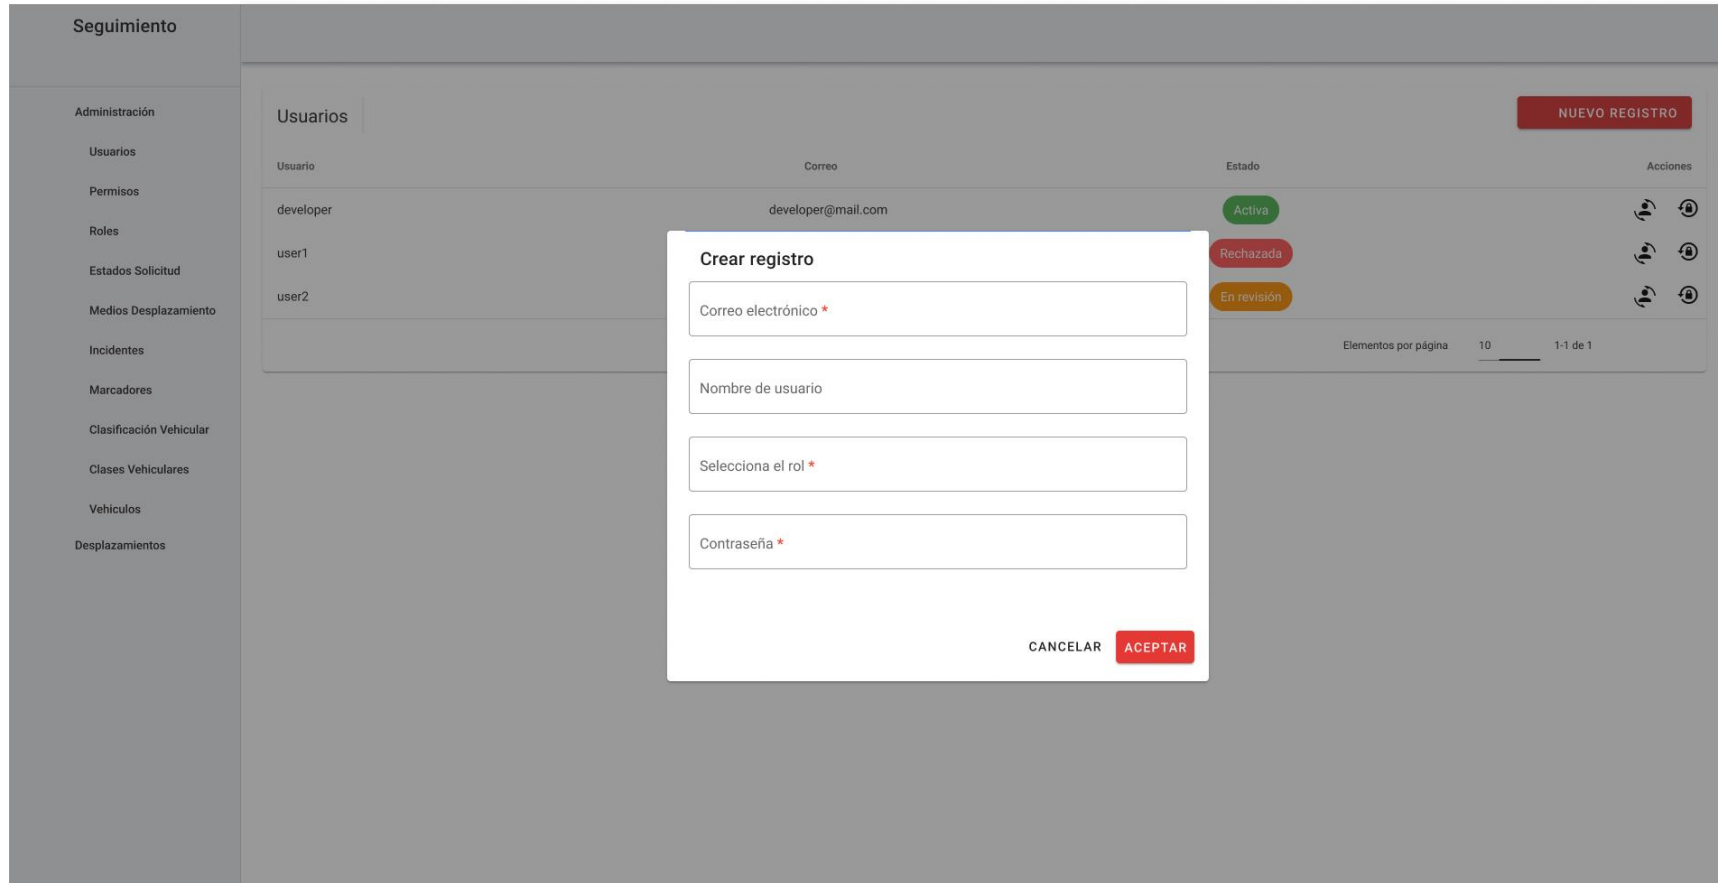 Seguimiento
Administración
Usuarios
Permisos
Roles
Estados Solicitud
Medios Desplazamiento
Incidentes
Marcadores
Clasificación Vehicular
Clases Vehiculares
Vehiculos
Desplazamientos
Usuarios
NUEVO REGISTRO
Usuario Correo Estado Acciones
developer developer@mail.com Activa
user1 Rechazada
user2 En revisión
Elementos por página 10 1-1 de 1
Crear registro
Correo electrónico *
Nombre de usuario
Selecciona el rol *
Contraseña *
CANCELAR ACEPTAR